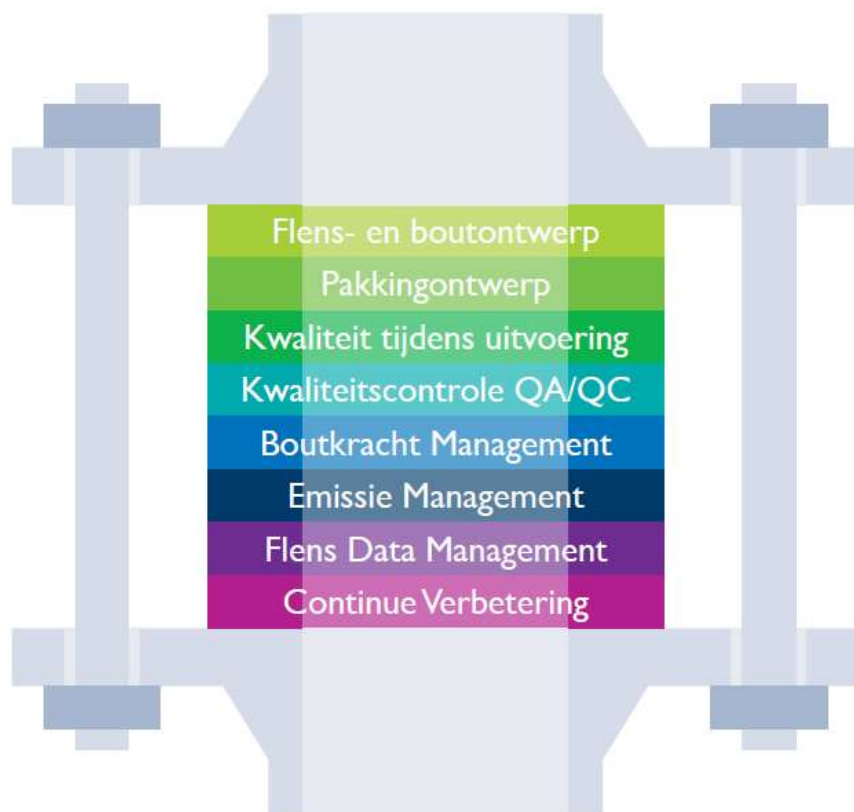 Flens- en boutontwerp
Pakkingontwerp
Kwaliteit tijdens uitvoering
Kwaliteitscontrole QA/QC
Boutkracht Management
Emissie Management
Flens Data Management
Continue Verbetering